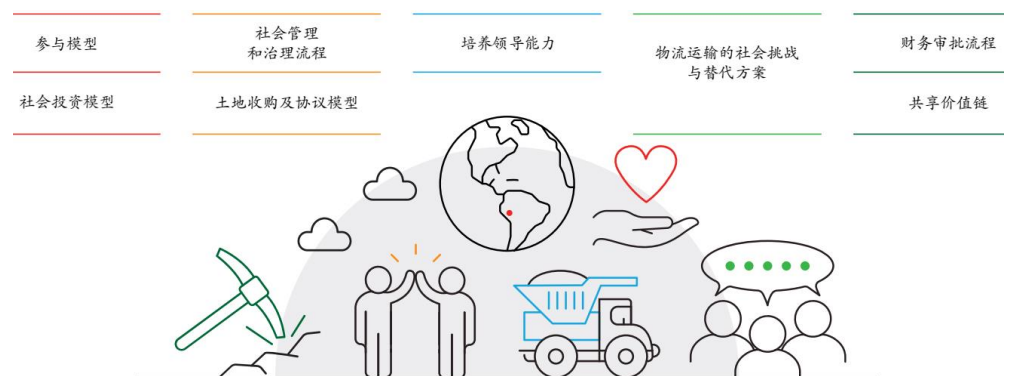 参与模型
社会投资模型
社会管理
和治理流程
土地收购及协议模型
培养领导能力
物流运输的社会挑战
与替代方案
财务审批流程
共享价值链